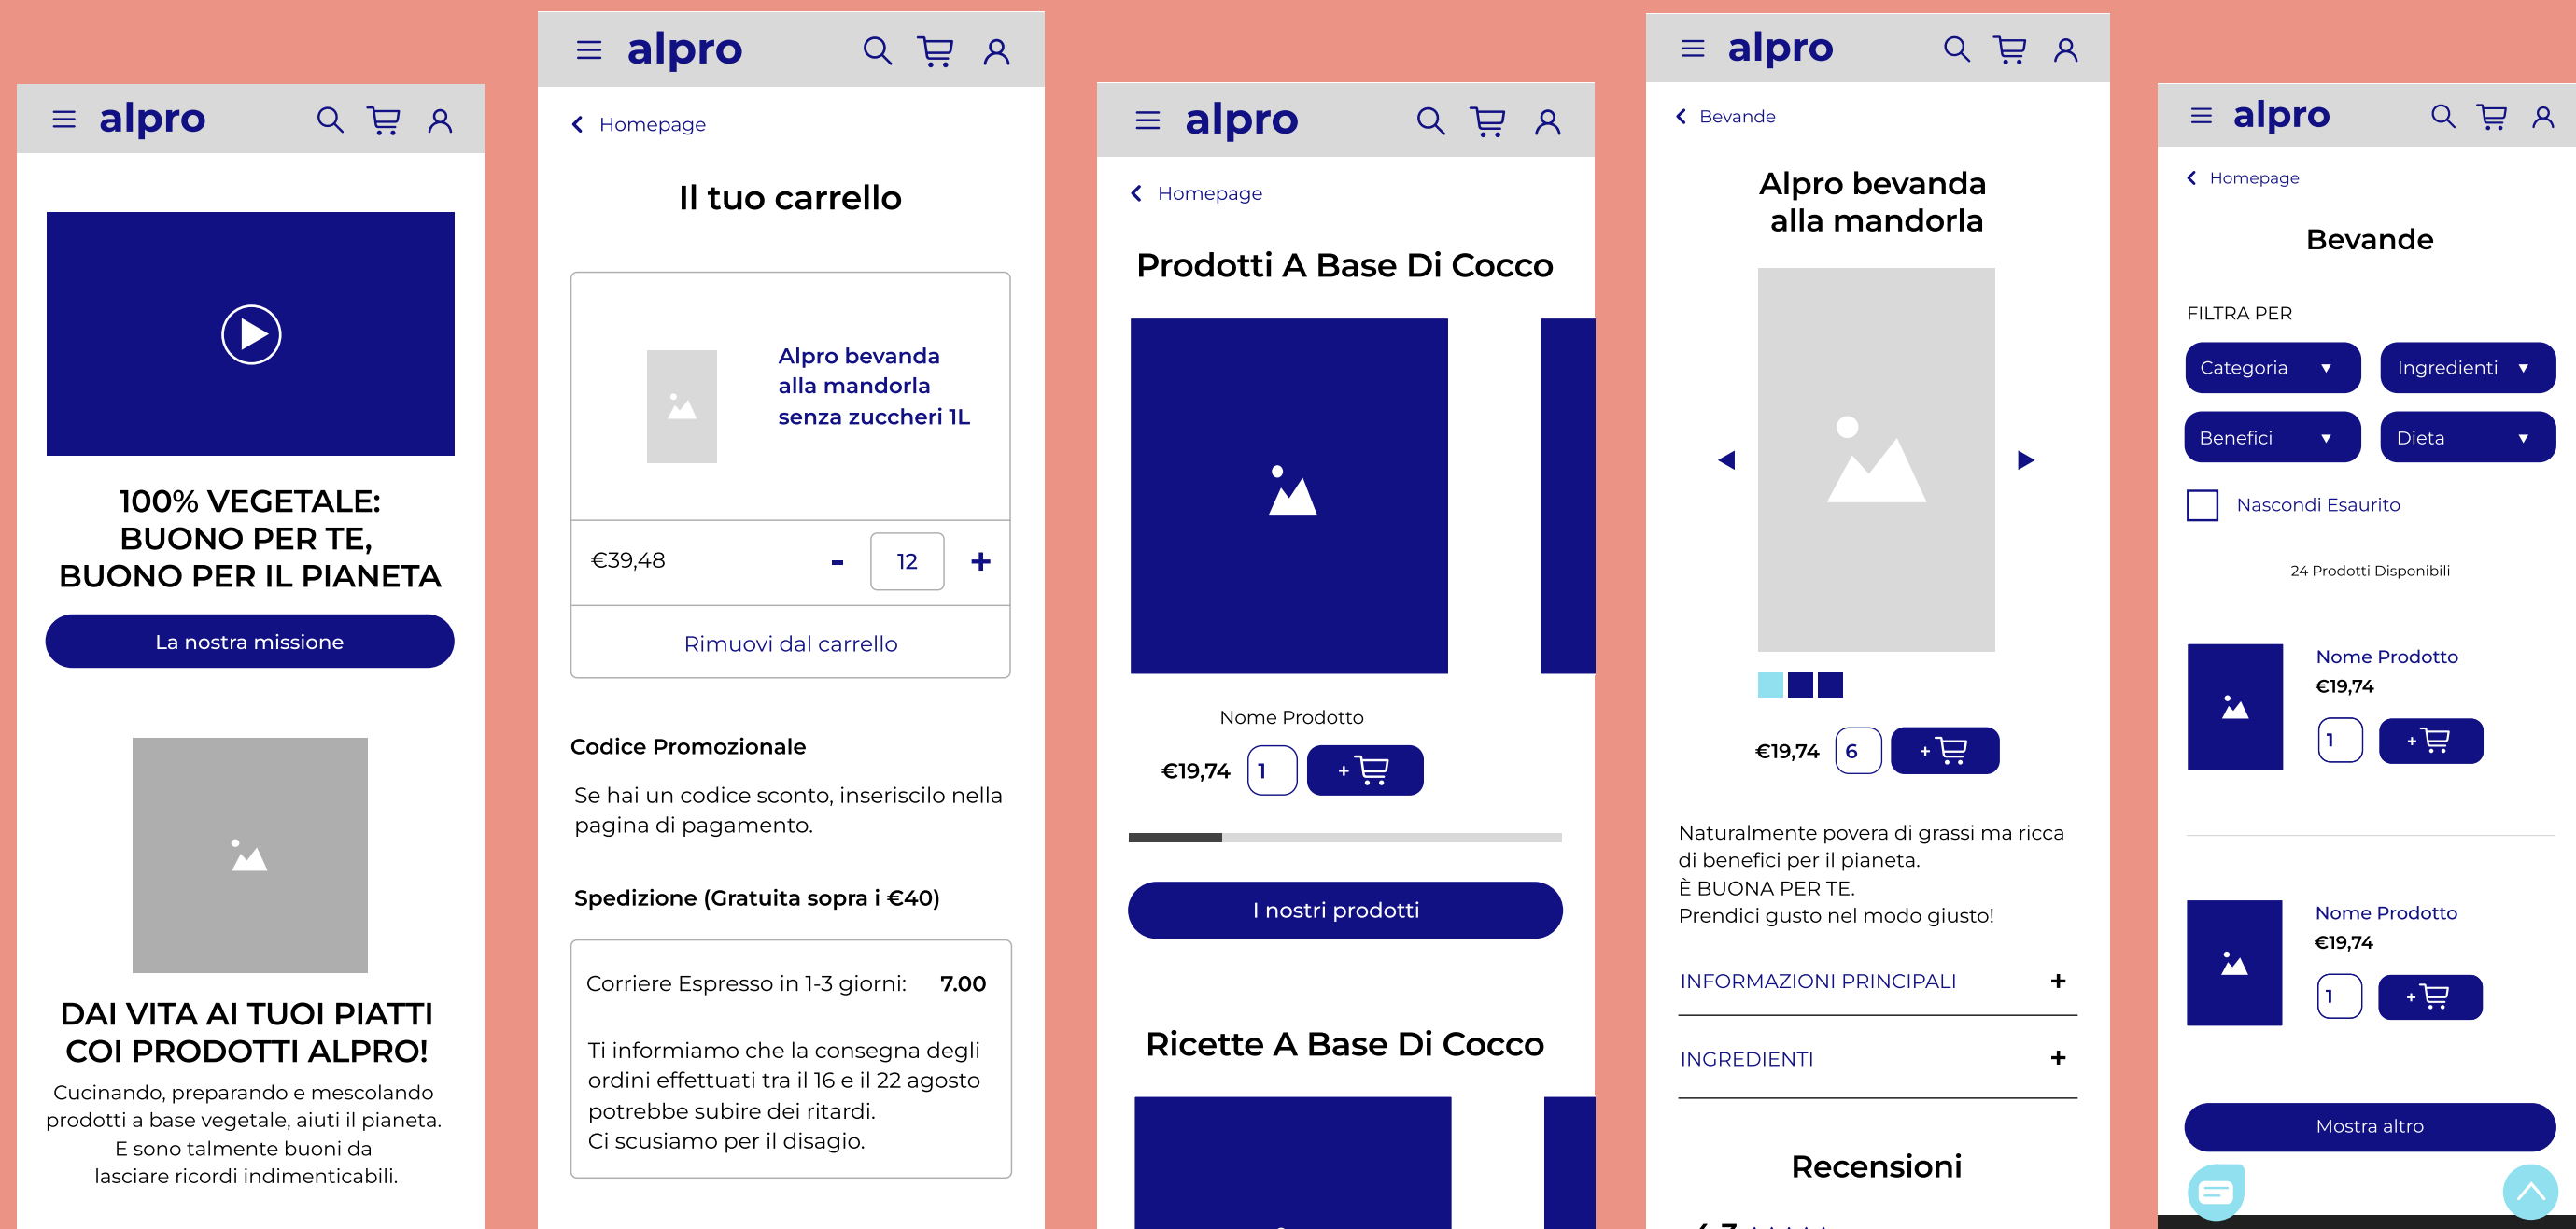 alpro
100% VEGETALE:
BUONO PER TE,
BUONO PER IL PIANETA
La nostra missione
DAI VITA AI TUOI PIATTI
COI PRODOTTI ALPRO!
Cucinando, preparando e mescolando
prodotti a base vegetale, aiuti il pianeta.
E sono talmente buoni da
lasciare ricordi indimenticabili.
alpro
Homepage
Il tuo carrello
Alpro bevanda
alla mandorla
senza zuccheri 1L
€39,48 - 12 +
Rimuovi dal carrello
Codice Promozionale
Se hai un codice sconto, inseriscilo nella
pagina di pagamento.
Spedizione (Gratuita sopra i €40)
Corriere Espresso in 1-3 giorni: 7.00
Ti informiamo che la consegna degli
ordini effettuati tra il 16 e il 22 agosto
potrebbe subire dei ritardi.
Ci scusiamo per il disagio.
alpro
Homepage
Prodotti A Base Di Cocco
Nome Prodotto
€19,74 1 +
I nostri prodotti
Ricette A Base Di Cocco
alpro
Bevande
Alpro bevanda
alla mandorla
€19,74 6 +
Naturalmente povera di grassi ma ricca
di benefici per il pianeta.
È BUONA PER TE.
Prendici gusto nel modo giusto!
INFORMAZIONI PRINCIPALI +
INGREDIENTI +
Recensioni
alpro
Homepage
Bevande
FILTRA PER
Categoria Ingredienti
Benefici Dieta
Nascondi Esaurito
24 Prodotti Disponibili
Nome Prodotto
€19,74
1 +
Nome Prodotto
€19,74
1 +
Mostra altro